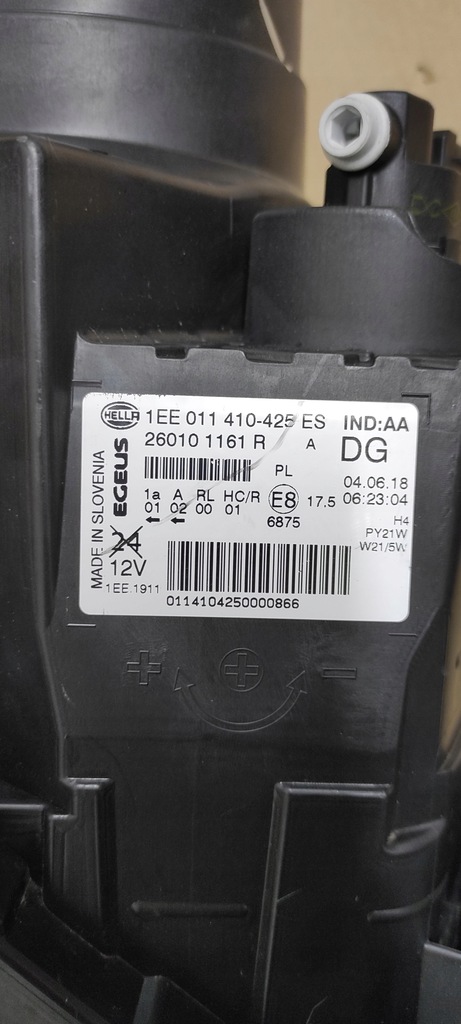 HELLA 1EE 011 410-425 ES IND:AA
26010 1161 R A DG
PL
04.06.18
06:23:04
1a A RL HC/R E8 17.5
01 02 00 01
6875
H4
PY21W
W21/5W
MADE IN SLOVENIA
EGEUS
24
12V
1EE.1911
0114104250000866